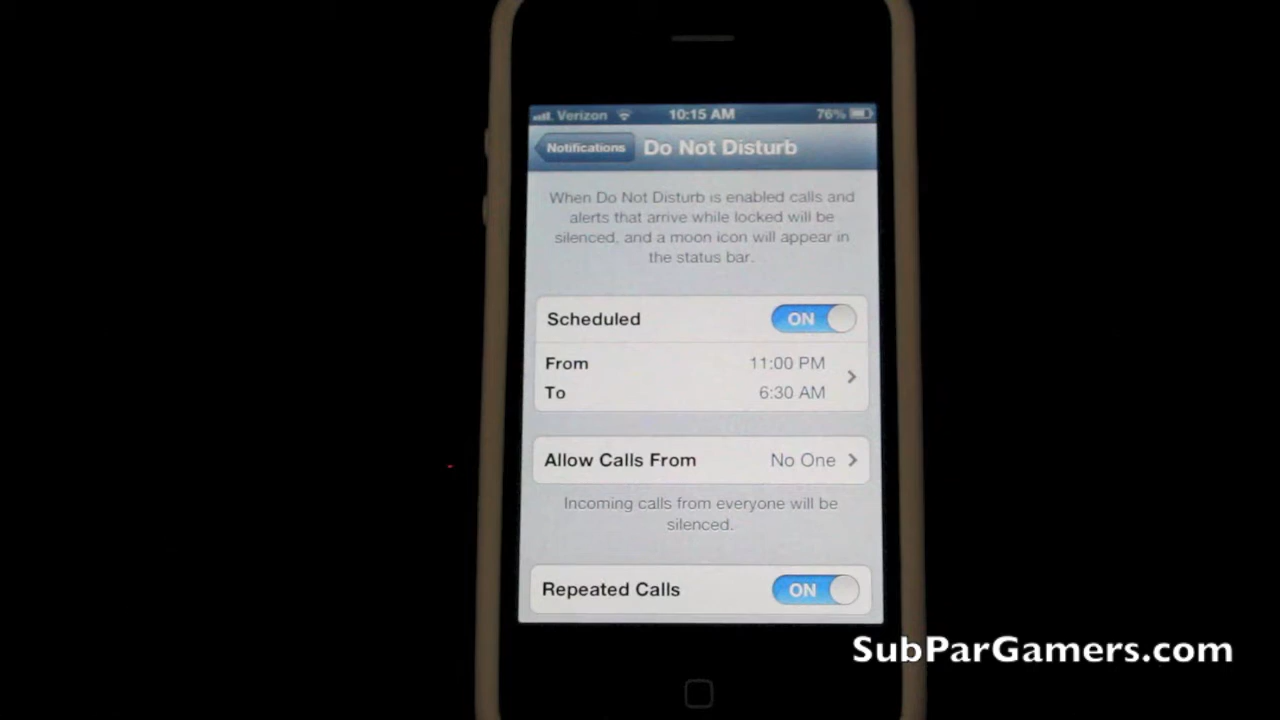 Verizon 10:15 AM 76%
Notifications Do Not Disturb
When Do Not Disturb is enabled calls and
alerts that arrive while locked will be
silenced, and a moon icon will appear in
the status bar.
Scheduled ON
From 11:00 PM
To 6:30 AM
Allow Calls From No One
Incoming calls from everyone will be
silenced.
Repeated Calls ON
SubParGamers.com